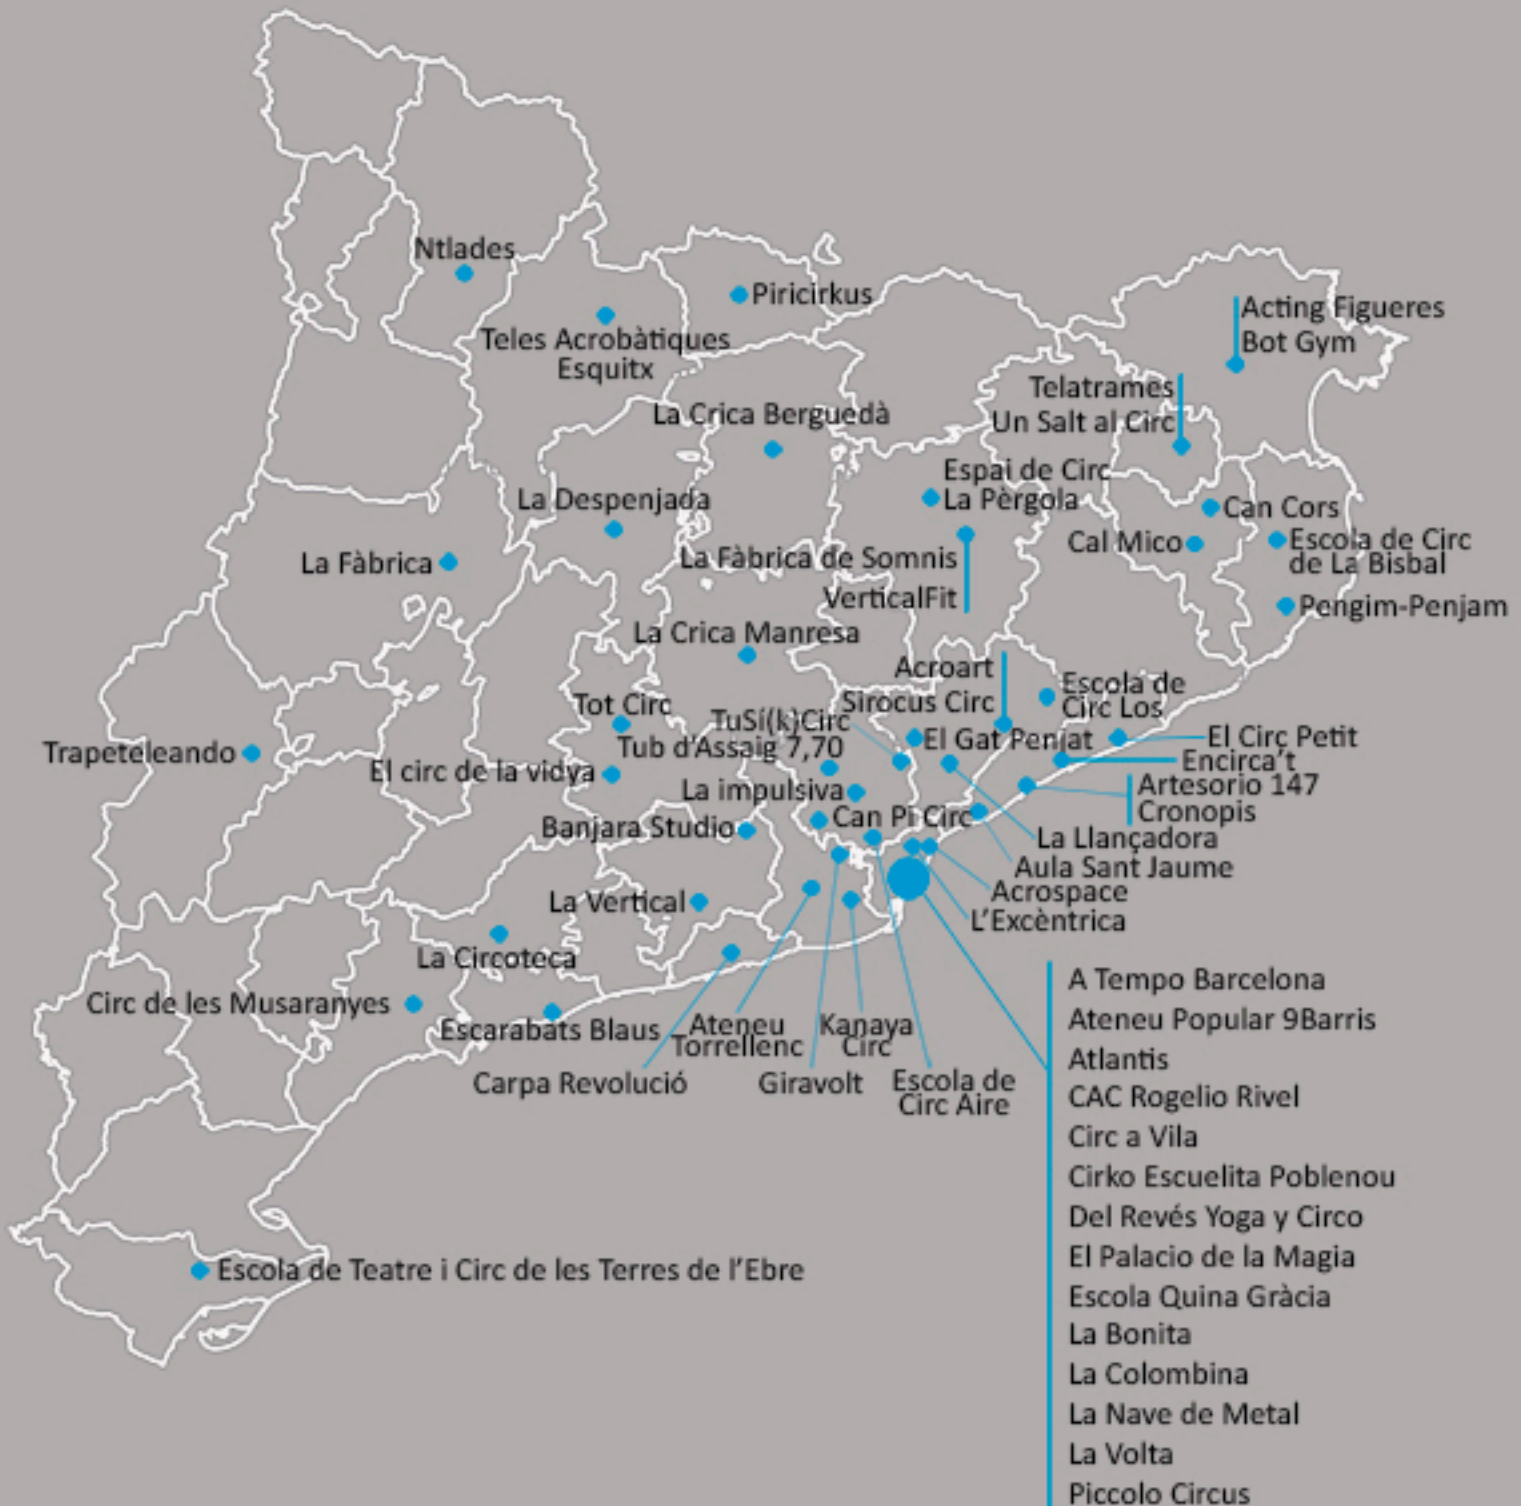 Ntlades
Piricirkus
Teles Acrobàtiques
Esquitx
Acting Figueres
Bot Gym
Telatrames
Un Salt al Circ
La Crica Berguedà
Espai de Circ
La Pèrgola
La Despenjada
Can Cors
Cal Mico
Escola de Circ
de La Bisbal
La Fàbrica
La Fàbrica de Somnis
VerticalFit
Pengim-Penjam
La Crica Manresa
Acroart
Sirocus Circ
Escola de
Circ Los
Tot Circ
TuSí(k)Circ
Tub d'Assaig 7,70
El Gat Penjat
El Circ Petit
Encirca't
Trapeteleando
El circ de la vidya
La impulsiva
Artesorio 147
Cronopis
Banjara Studio
Can Pi Circ
La Llançadora
Aula Sant Jaume
Acrospace
L'Excèntrica
La Vertical
La Circoteca
Circ de les Musaranyes
Escarabats Blaus
Ateneu
Torrellenc
Kanaya
Circ
Carpa Revolució
Giravolt
Escola de
Circ Aire
A Tempo Barcelona
Ateneu Popular 9Barris
Atlantis
CAC Rogelio Rivel
Circ a Vila
Cirko Escuelita Poblenou
Del Revés Yoga y Circo
El Palacio de la Magia
Escola Quina Gràcia
La Bonita
La Colombina
La Nave de Metal
La Volta
Piccolo Circus
Escola de Teatre i Circ de les Terres de l'Ebre